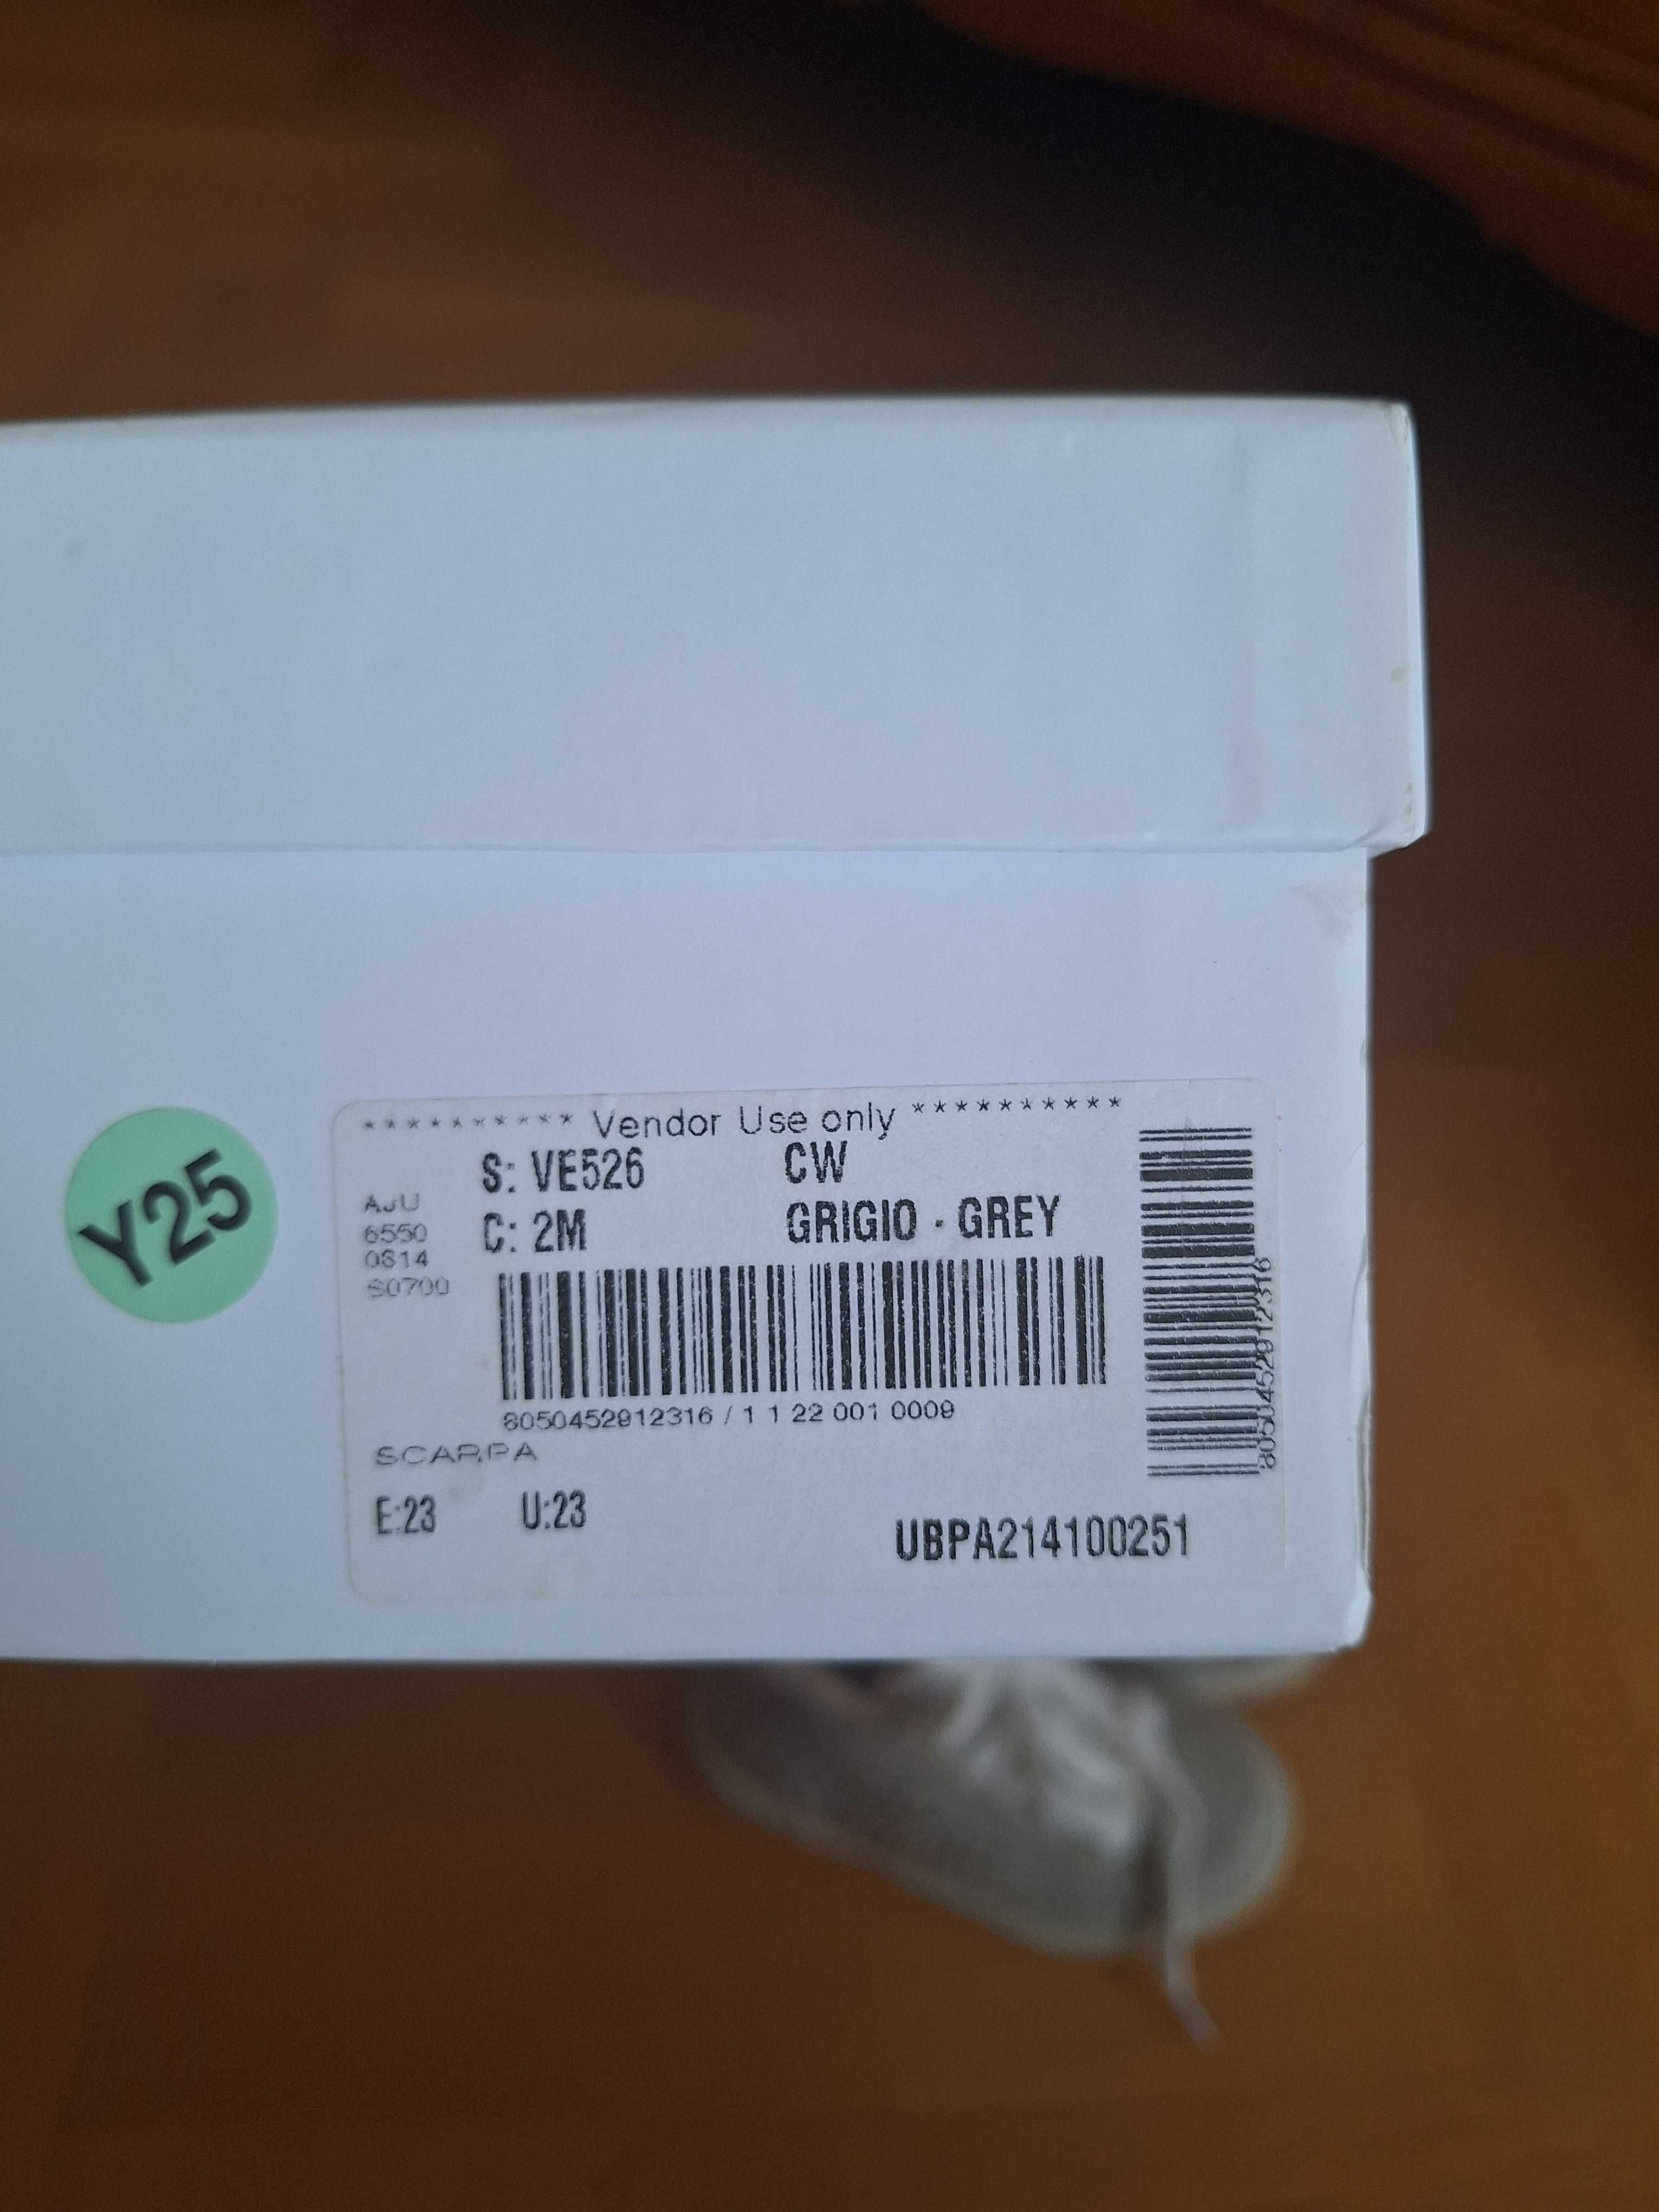 Y25
* * * * * * * * * * Vendor Use only * * * * * * * * * *
S: VE526 CW
AJU
6550
C: 2M GRIGIO - GREY
0814
S0700
8050452912316 / 1 1 22 001 0009
8050452912316
SCARPA
E:23 U:23
UBPA214100251